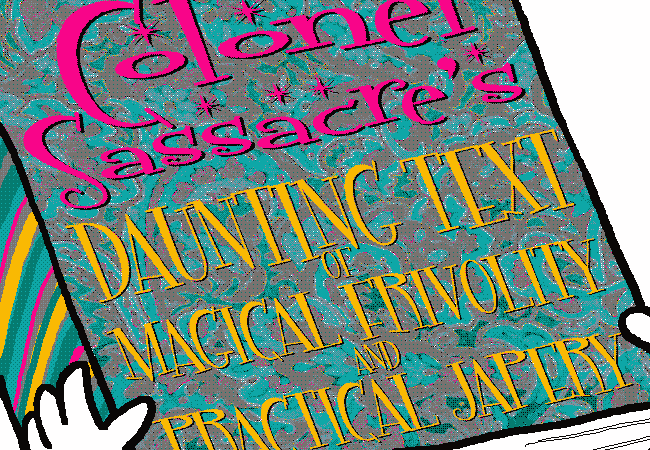 Colonel
Sassacre's
DAUNTING TEXT
OF
MAGICAL FRIVOLITY
AND
PRACTICAL JAPERY